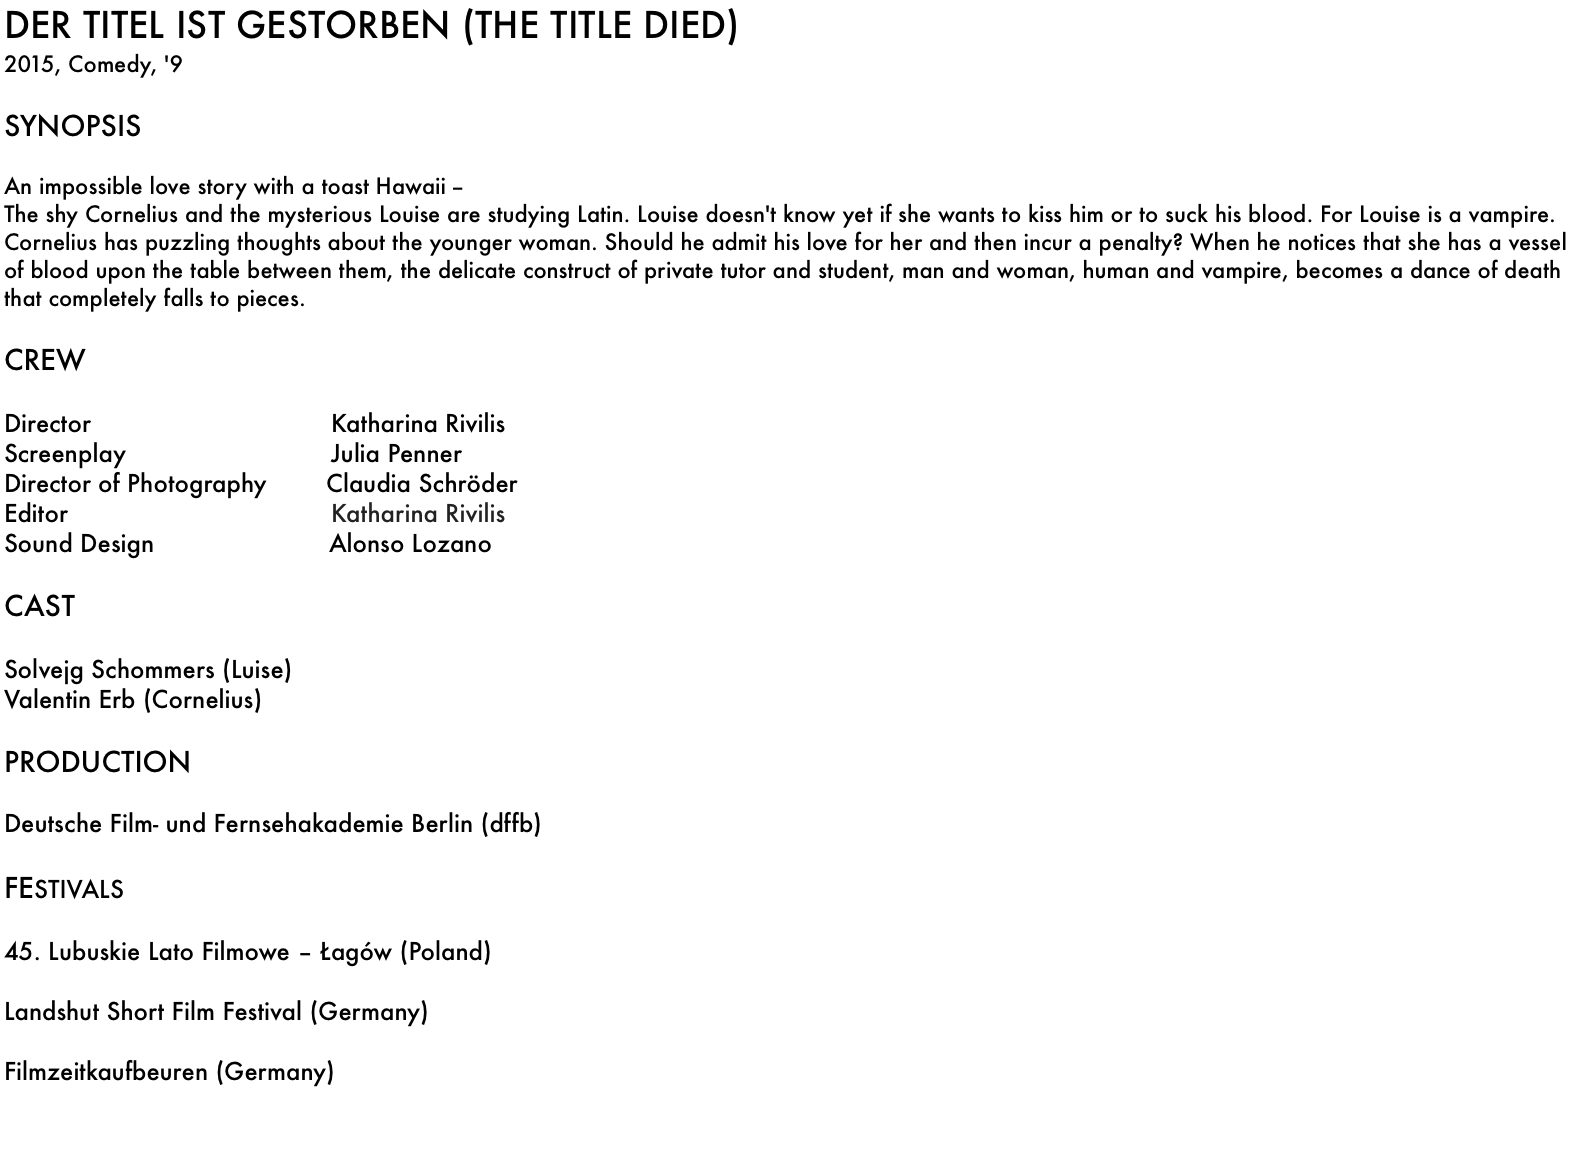 DER TITEL IST GESTORBEN (THE TITLE DIED)
2015, Comedy, '9
SYNOPSIS
An impossible love story with a toast Hawaii –
The shy Cornelius and the mysterious Louise are studying Latin. Louise doesn't know yet if she wants to kiss him or to suck his blood. For Louise is a vampire.
Cornelius has puzzling thoughts about the younger woman. Should he admit his love for her and then incur a penalty? When he notices that she has a vessel
of blood upon the table between them, the delicate construct of private tutor and student, man and woman, human and vampire, becomes a dance of death
that completely falls to pieces.
CREW
Director Katharina Rivilis
Screenplay Julia Penner
Director of Photography Claudia Schröder
Editor Katharina Rivilis
Sound Design Alonso Lozano
CAST
Solvejg Schommers (Luise)
Valentin Erb (Cornelius)
PRODUCTION
Deutsche Film- und Fernsehakademie Berlin (dffb)
FESTIVALS
45. Lubuskie Lato Filmowe – Łagów (Poland)
Landshut Short Film Festival (Germany)
Filmzeitkaufbeuren (Germany)